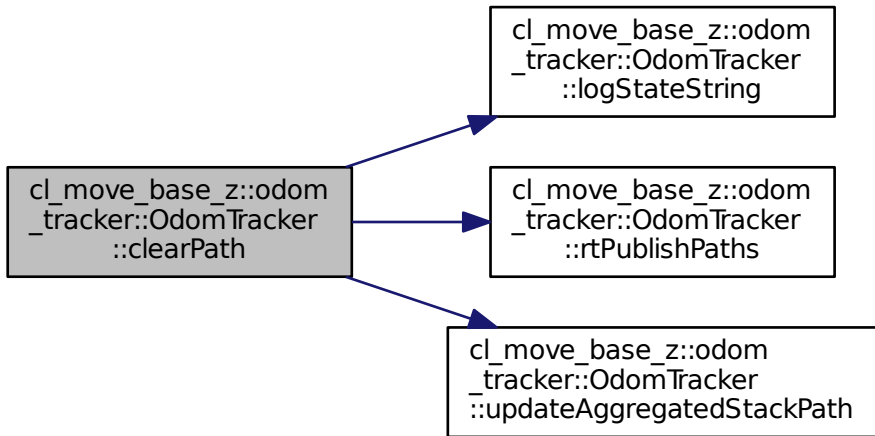 cl_move_base_z::odom
_tracker::OdomTracker
::logStateString
cl_move_base_z::odom
_tracker::OdomTracker
::clearPath
cl_move_base_z::odom
_tracker::OdomTracker
::rtPublishPaths
cl_move_base_z::odom
_tracker::OdomTracker
::updateAggregatedStackPath